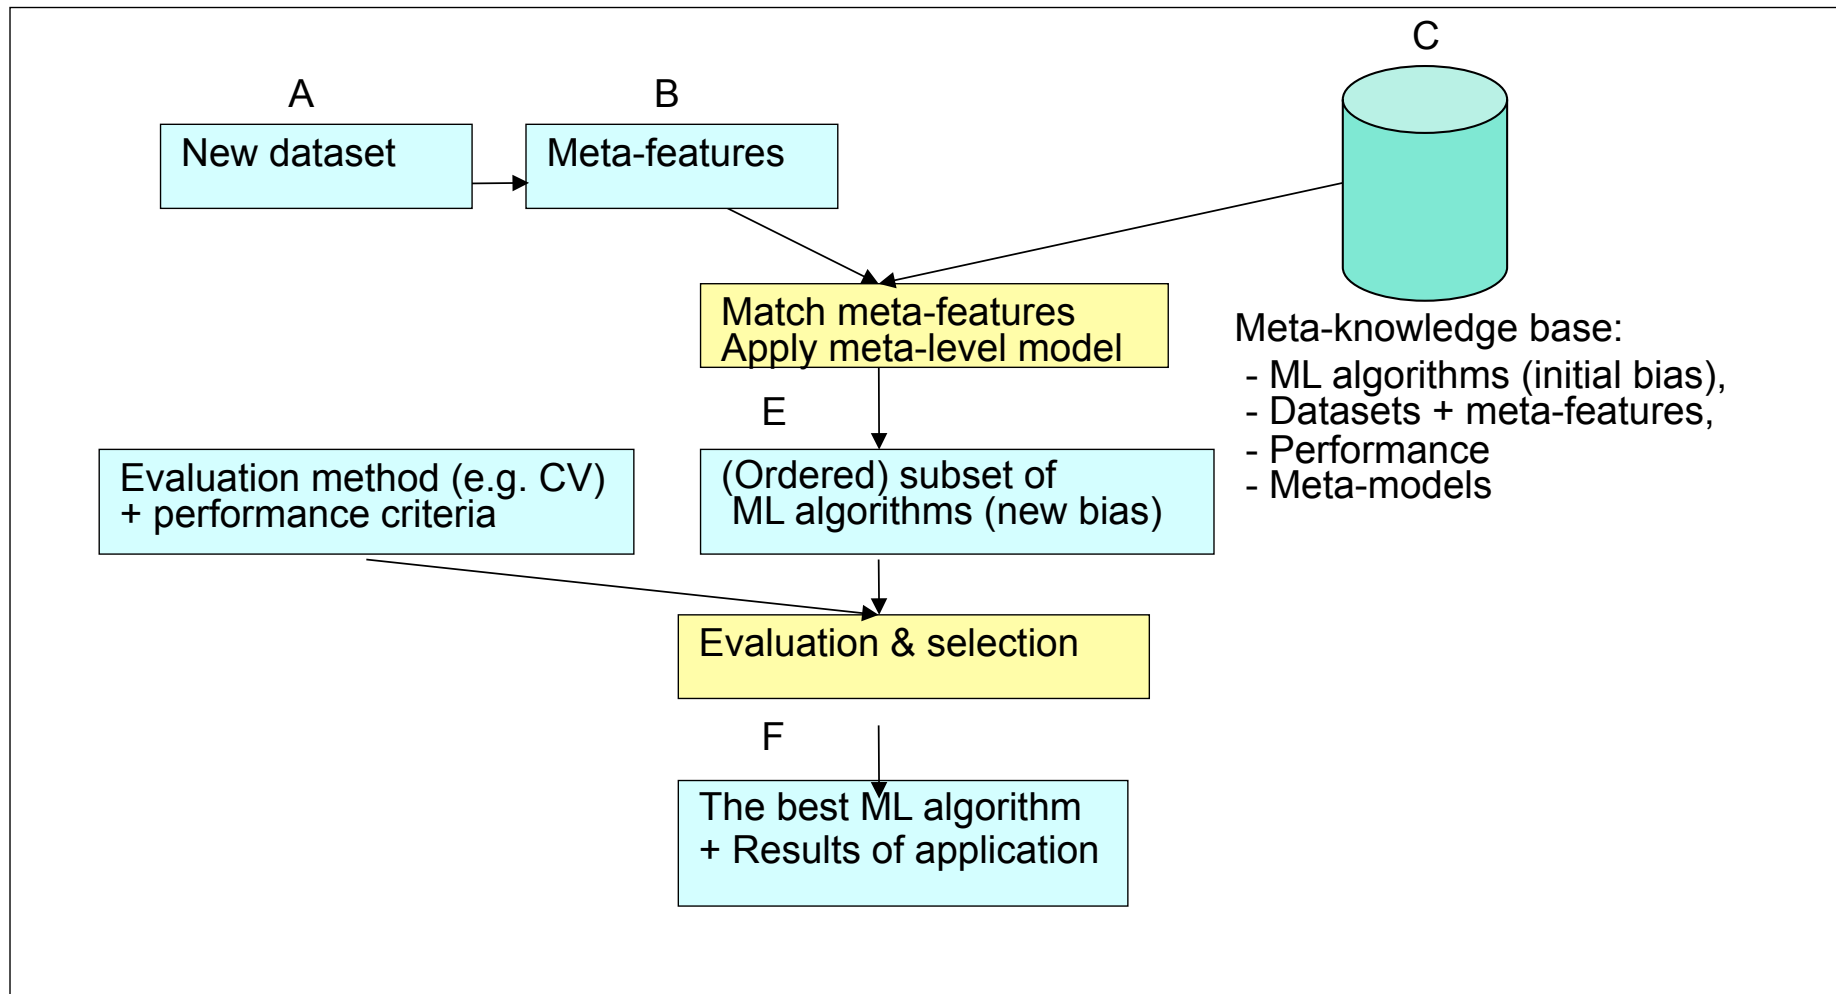 C
A
B
New dataset
Meta-features
Match meta-features
Apply meta-level model
Meta-knowledge base:
- ML algorithms (initial bias),
- Datasets + meta-features,
- Performance
- Meta-models
E
Evaluation method (e.g. CV)
+ performance criteria
(Ordered) subset of
ML algorithms (new bias)
Evaluation & selection
F
The best ML algorithm
+ Results of application